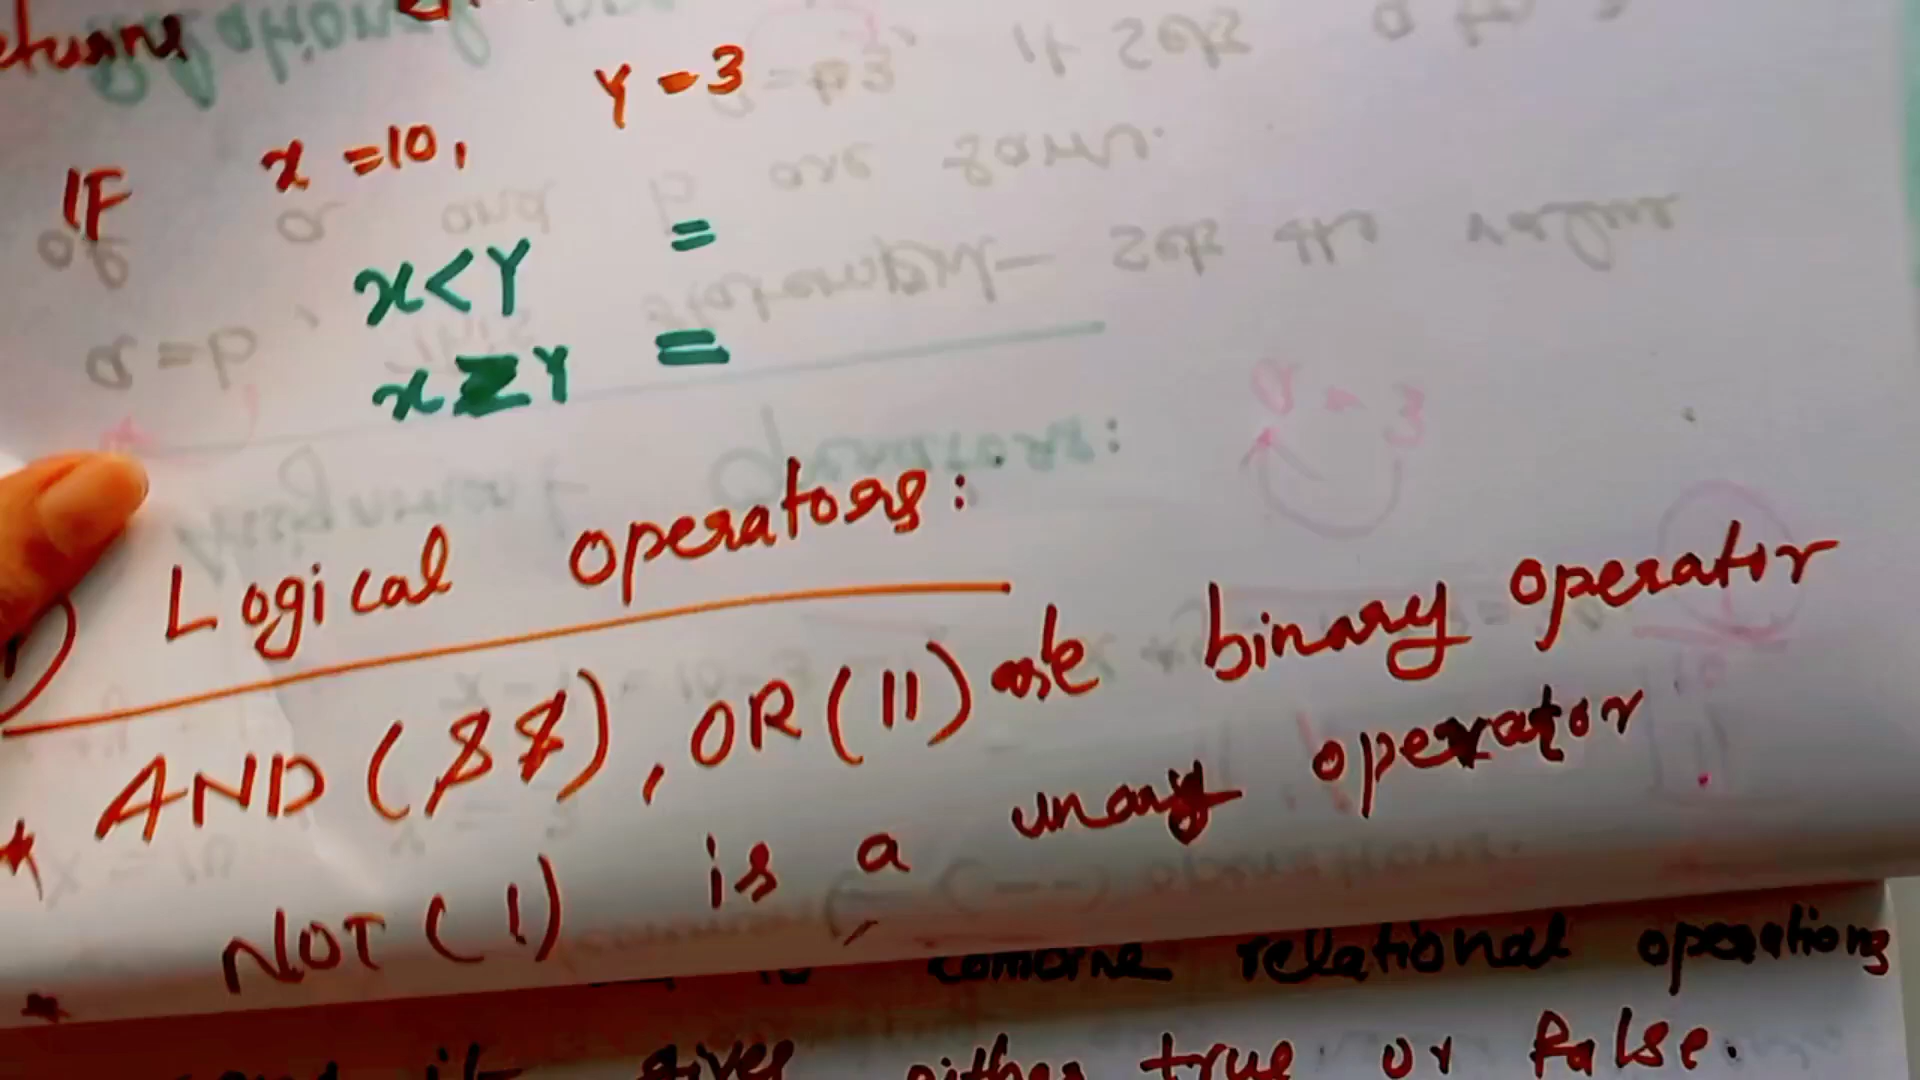 IF x = 10, Y = 3
x < Y =
x ≥ Y =
Logical operators:
* AND (&&), OR (||) are binary operator
* NOT (!) is a unary operator
combine relational operations
it gives either true or false.